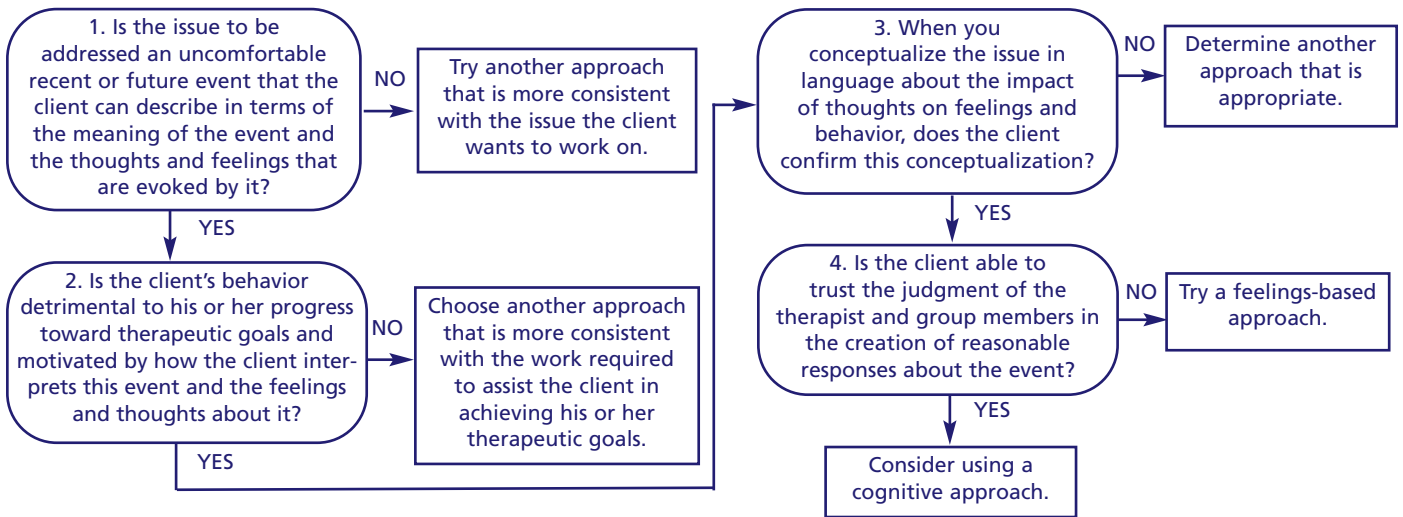 1. Is the issue to be
addressed an uncomfortable
recent or future event that the
client can describe in terms of
the meaning of the event and
the thoughts and feelings that
are evoked by it?
NO
Try another approach
that is more consistent
with the issue the client
wants to work on.
YES
2. Is the client's behavior
detrimental to his or her progress
toward therapeutic goals and
motivated by how the client inter-
prets this event and the feelings
and thoughts about it?
NO
Choose another approach
that is more consistent
with the work required
to assist the client in
achieving his or her
therapeutic goals.
YES
3. When you
conceptualize the issue in
language about the impact
of thoughts on feelings and
behavior, does the client
confirm this conceptualization?
NO
Determine another
approach that is
appropriate.
YES
4. Is the client able to
trust the judgment of the
therapist and group members in
the creation of reasonable
responses about the event?
NO
Try a feelings-based
approach.
YES
Consider using a
cognitive approach.